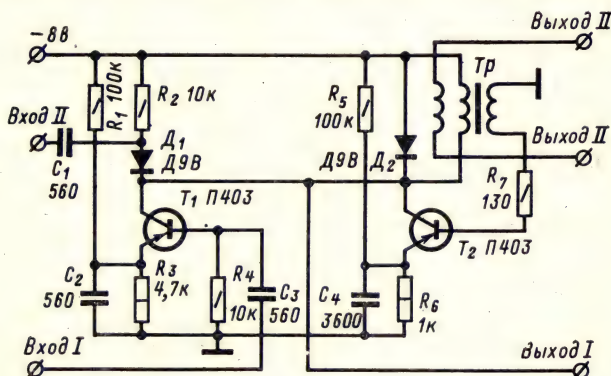 Выход II
-8В
Тр
R1 100к
R2 10к
R5 100к
Вход II
Выход II
Д1 Д9В
Д9В Д2
R7 130
C1 560
T1 П403
T2 П403
C2 560
R3 4,7к
R4 10к
C3 560
C4 3600
R6 1к
Вход I
Выход I